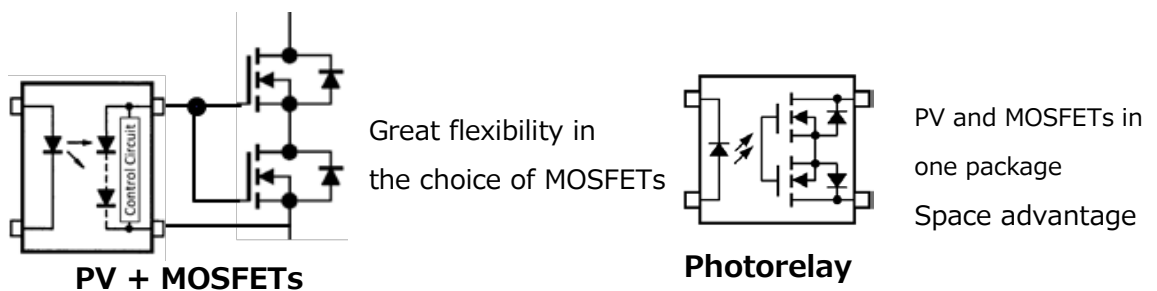 Control Circuit
Great flexibility in
the choice of MOSFETs
PV + MOSFETs
PV and MOSFETs in
one package
Space advantage
Photorelay